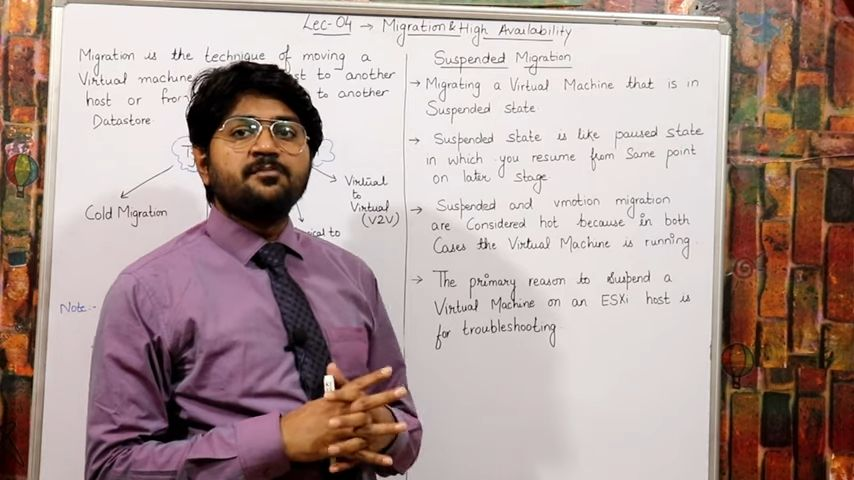 Lec-04 → Migration & High Availability
Migration is the technique of moving a
Virtual machine to another
host or to another
Datastore
Cold Migration
Virtual
to
Virtual
(V2V)
to
Note:-
Suspended Migration
→ Migrating a Virtual Machine that is in
Suspended state.
→ Suspended state is like paused state
in which you resume from Same point
on later stage
→ Suspended and vmotion migration
are Considered hot because in both
Cases the Virtual Machine is running.
→ The primary reason to Suspend a
Virtual Machine on an ESXi host is
for troubleshooting